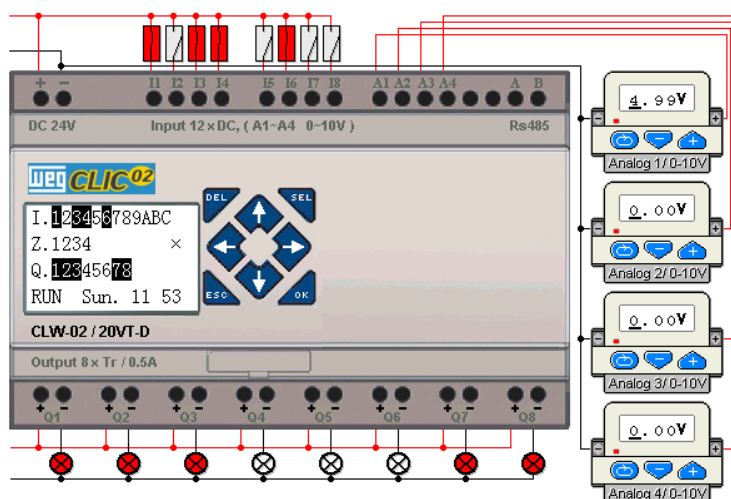 I1 I2 I3 I4 I5 I6 I7 I8 A1 A2 A3 A4 A B
+ −
DC 24V Input 12×DC, ( A1~A4 0~10V ) Rs485
weg CLIC02
DEL SEL
I.123456789ABC
Z.1234 ×
Q.12345678
RUN Sun. 11 53
ESC OK
CLW-02 / 20VT-D
Output 8 × Tr / 0.5A
+ − + − + − + − + − + − + − + −
Q1 Q2 Q3 Q4 Q5 Q6 Q7 Q8
4.99V
− +
Analog 1/ 0-10V
0.00V
− +
Analog 2/ 0-10V
0.00V
− +
Analog 3/ 0-10V
0.00V
− +
Analog 4/ 0-10V